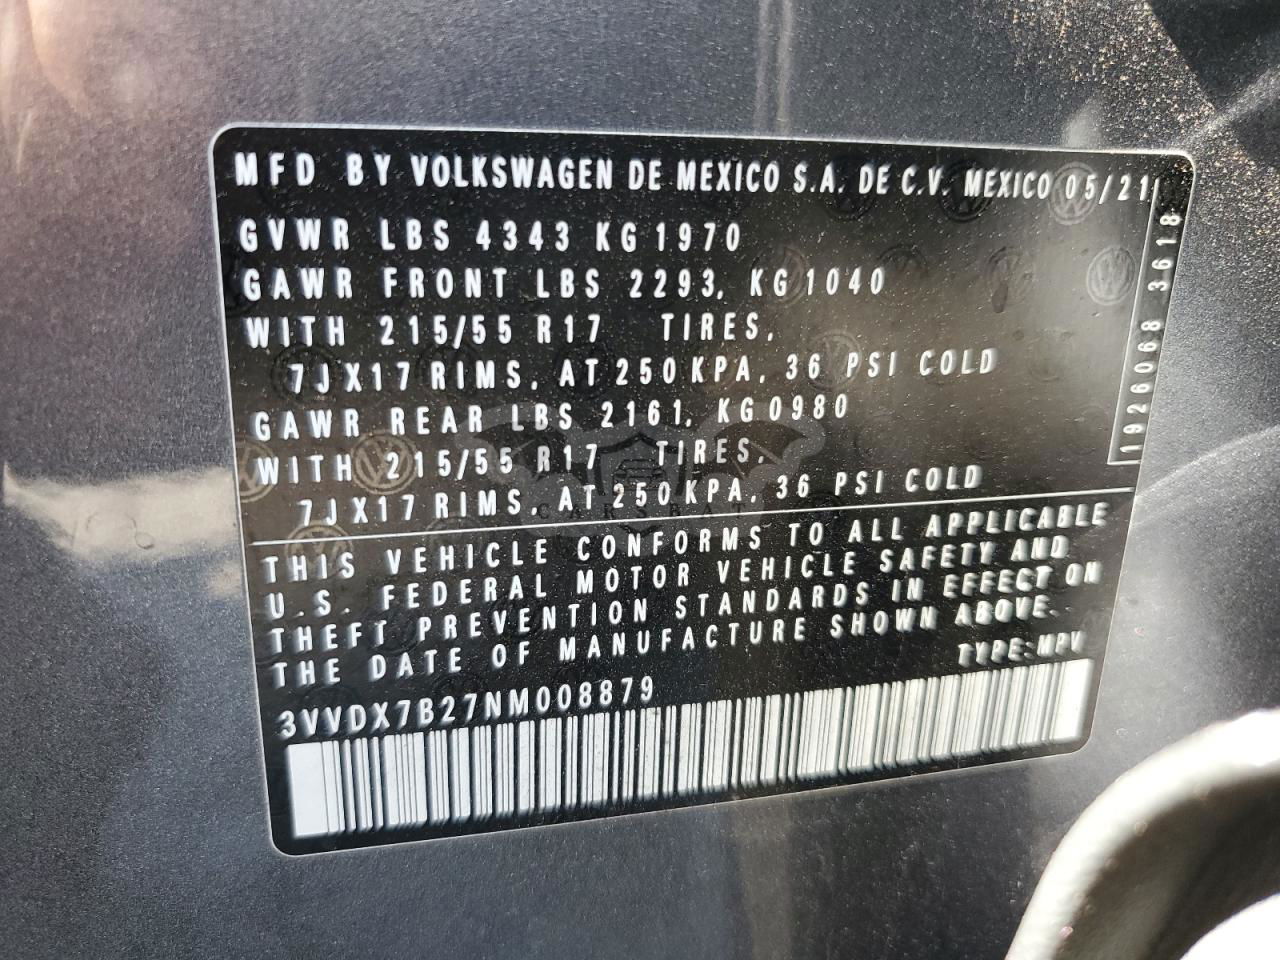 MFD BY VOLKSWAGEN DE MEXICO S.A. DE C.V. MEXICO 05/21
GVWR LBS 4343 KG 1970
GAWR FRONT LBS 2293, KG 1040
WITH 215/55 R17 TIRES,
7JX17 RIMS, AT 250 KPA, 36 PSI COLD
GAWR REAR LBS 2161, KG 0980
WITH 215/55 R17 TIRES,
7JX17 RIMS, AT 250 KPA, 36 PSI COLD
1926068 3618
CARSBAT
THIS VEHICLE CONFORMS TO ALL APPLICABLE
U.S. FEDERAL MOTOR VEHICLE SAFETY AND
THEFT PREVENTION STANDARDS IN EFFECT ON
THE DATE OF MANUFACTURE SHOWN ABOVE.
TYPE: MPV
3VVDX7B27NM008879